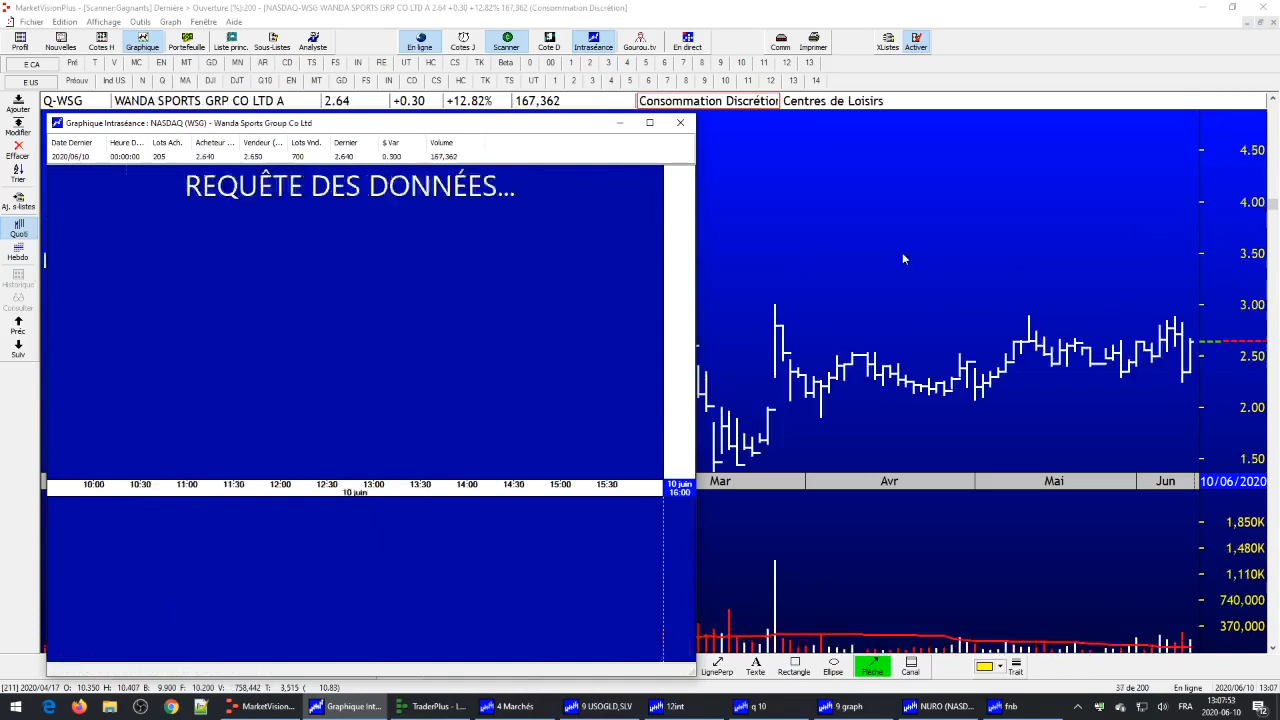 MarketVisionPlus - [Scanner:Gagnants] Dernière > Ouverture (%):200 - [NASDAQ-WSG WANDA SPORTS GRP CO LTD A 2.64 +0.30 +12.82% 167,362 (Consommation Discrétion)]
Fichier Edition Affichage Outils Graph Fenêtre Aide
Profil Nouvelles Cotes H Graphique Portefeuille Liste princ. Sous-Listes Analyste En ligne Cotes J Scanner Cote D Intraséance Gourou.tv En direct Comm Imprimer XListes Activer
E CA Pré T V MC EN MT GD MN AR CD TS FS IN RE UT HC CS TK Beta 0 00 1 2 3 4 5 6 7 8 9 10 11 12 13
E US Préouv Ind US N Q MA DJI DJT Q10 EN MT GD FS IN CD CS HC TK TS UT 1 2 3 4 5 6 7 8 9 10 11 12 13 14
Q-WSG WANDA SPORTS GRP CO LTD A 2.64 +0.30 +12.82% 167,362 Consommation Discrétion Centres de Loisirs
Ajouter
Modifier
Effacer
Trier
Aj. s-listes
Quoti
Hebdo
Historique
Consulter
Préc
Suiv
Graphique Intraséance : NASDAQ (WSG) - Wanda Sports Group Co Ltd
Date Dernier Heure D... Lots Ach. Acheteur ... Vendeur (... Lots Vnd. Dernier $ Var Volume
2020/06/10 00:00:00 205 2.640 2.650 700 2.640 0.300 167,362
REQUÊTE DES DONNÉES...
10:00 10:30 11:00 11:30 12:00 12:30 13:00 13:30 14:00 14:30 15:00 15:30 10 juin
10 juin 16:00
4.50
4.00
3.50
3.00
2.50
2.00
1.50
Mar Avr Mai Jun 10/06/2020
1,850K
1,480K
1,110K
740,000
370,000
LignePerp Texte Rectangle Ellipse Flèche Canal Trait
[211] 2020/04/17 O: 10.350 H: 10.407 B: 9.900 F: 10.200 V: 758,442 T: 3,515 ( 10.83) 37 de 200 En ligne 2020/06/10 13:07
MarketVision... Graphique Int... TraderPlus - L... 4 Marchés 9 USOGLD,SLV 12int q 10 9 graph NURO (NASD... fnb FRA 13:07:53
2020-06-10